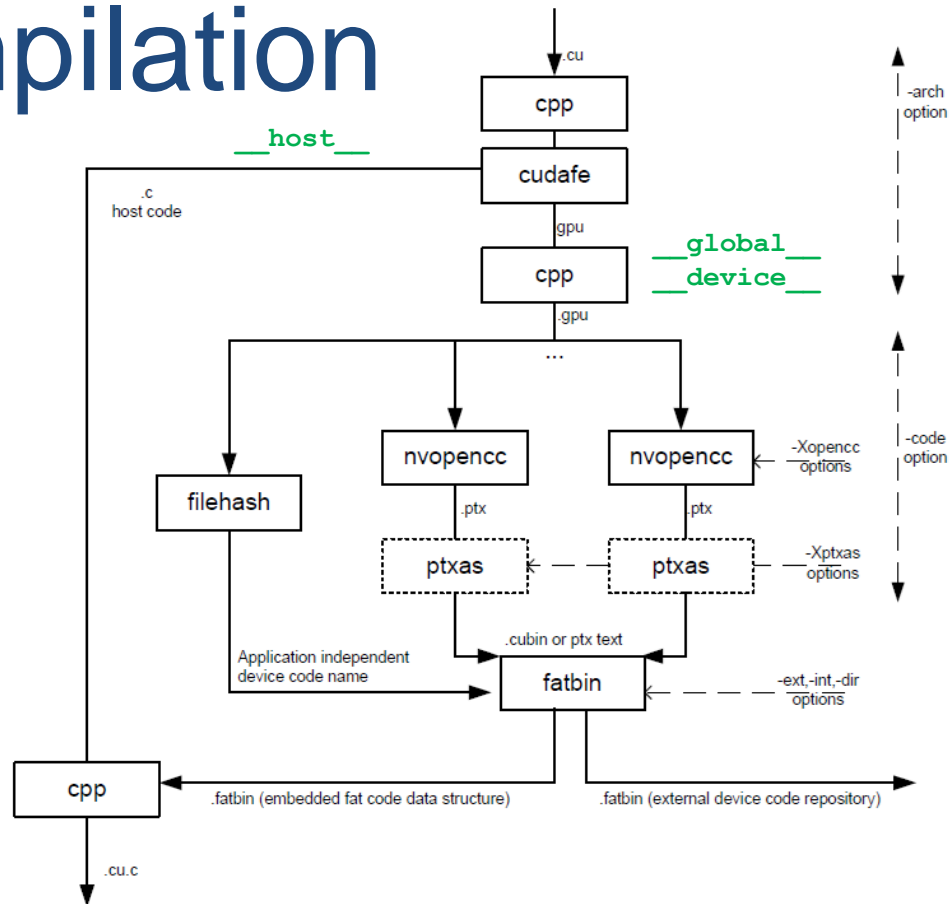 npilation
.cu
cpp
-arch
option
__host__
cudafe
.c
host code
gpu
__global__
__device__
cpp
.gpu
...
nvopencc
nvopencc
-Xopencc
options
-code
option
filehash
.ptx
.ptx
ptxas
ptxas
-Xptxas
options
.cubin or ptx text
Application independent
device code name
fatbin
-ext,-int,-dir
options
cpp
.fatbin (embedded fat code data structure)
.fatbin (external device code repository)
.cu.c